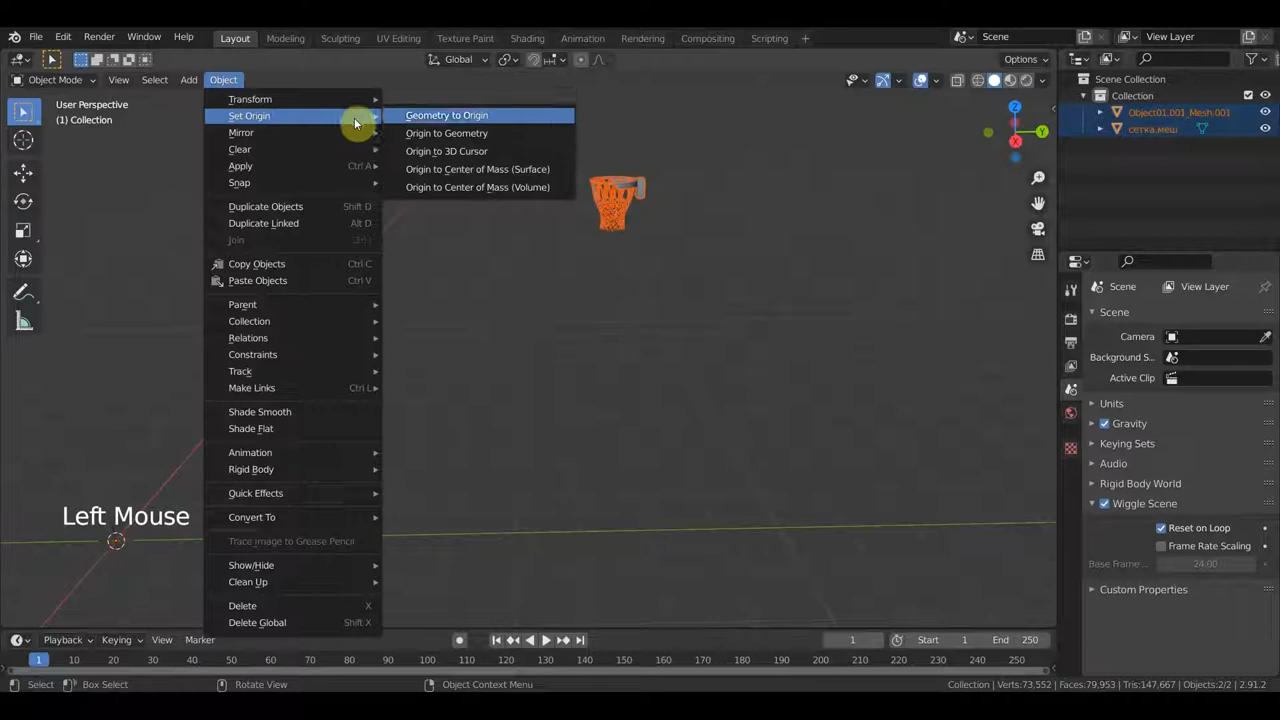 File Edit Render Window Help Layout Modeling Sculpting UV Editing Texture Paint Shading Animation Rendering Compositing Scripting + Scene View Layer
Global Options
Object Mode View Select Add Object
Scene Collection
Collection
Object01.001_Mesh.001
сетка.меш
User Perspective
(1) Collection
Transform
Set Origin
Mirror
Clear
Apply Ctrl A
Snap
Duplicate Objects Shift D
Duplicate Linked Alt D
Join Ctrl J
Copy Objects Ctrl C
Paste Objects Ctrl V
Parent
Collection
Relations
Constraints
Track
Make Links Ctrl L
Shade Smooth
Shade Flat
Animation
Rigid Body
Quick Effects
Convert To
Trace Image to Grease Pencil
Show/Hide
Clean Up
Delete X
Delete Global Shift X
Geometry to Origin
Origin to Geometry
Origin to 3D Cursor
Origin to Center of Mass (Surface)
Origin to Center of Mass (Volume)
Z
Y
X
Left Mouse
Scene View Layer
Scene
Camera
Background S...
Active Clip
Units
Gravity
Keying Sets
Audio
Rigid Body World
Wiggle Scene
Reset on Loop
Frame Rate Scaling
Base Frame ... 24.00
Custom Properties
Playback Keying View Marker 1 Start 1 End 250
1 10 20 30 40 50 60 70 80 90 100 110 120 130 140 150 160 170 180 190 200 210 220 230 240 250
Select Box Select Rotate View Object Context Menu Collection | Verts:73,552 | Faces:79,953 | Tris:147,667 | Objects:2/2 | 2.91.2